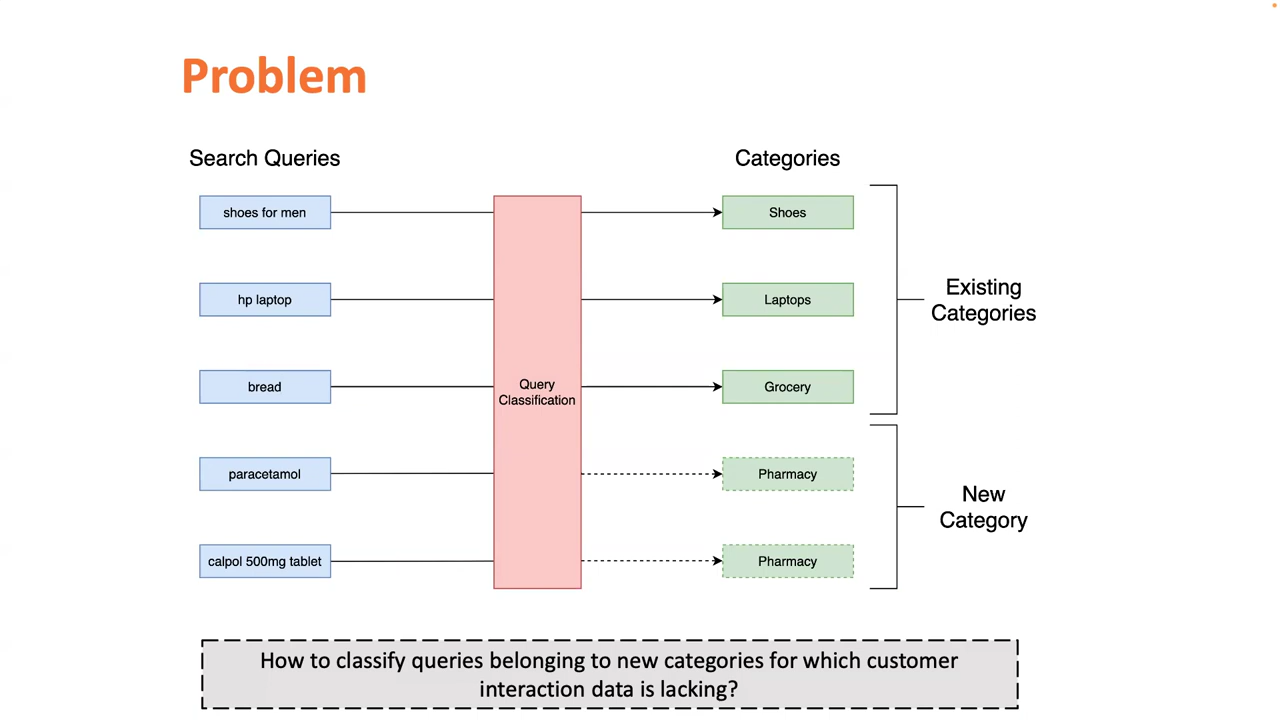 Problem
Search Queries
Categories
shoes for men
Shoes
hp laptop
Laptops
Existing
Categories
bread
Query
Classification
Grocery
paracetamol
Pharmacy
New
Category
calpol 500mg tablet
Pharmacy
How to classify queries belonging to new categories for which customer
interaction data is lacking?